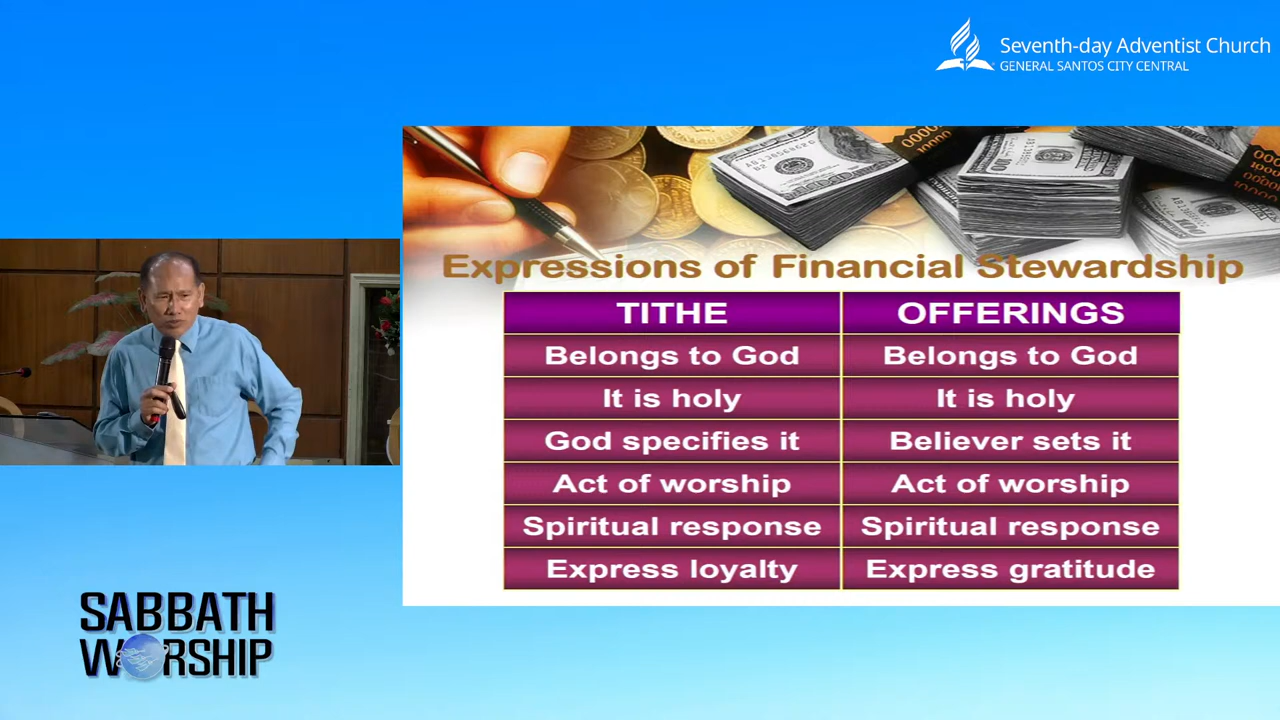 Seventh-day Adventist Church
GENERAL SANTOS CITY CENTRAL
Expressions of Financial Stewardship
TITHE OFFERINGS
Belongs to God Belongs to God
It is holy It is holy
God specifies it Believer sets it
Act of worship Act of worship
Spiritual response Spiritual response
Express loyalty Express gratitude
SABBATH
WORSHIP